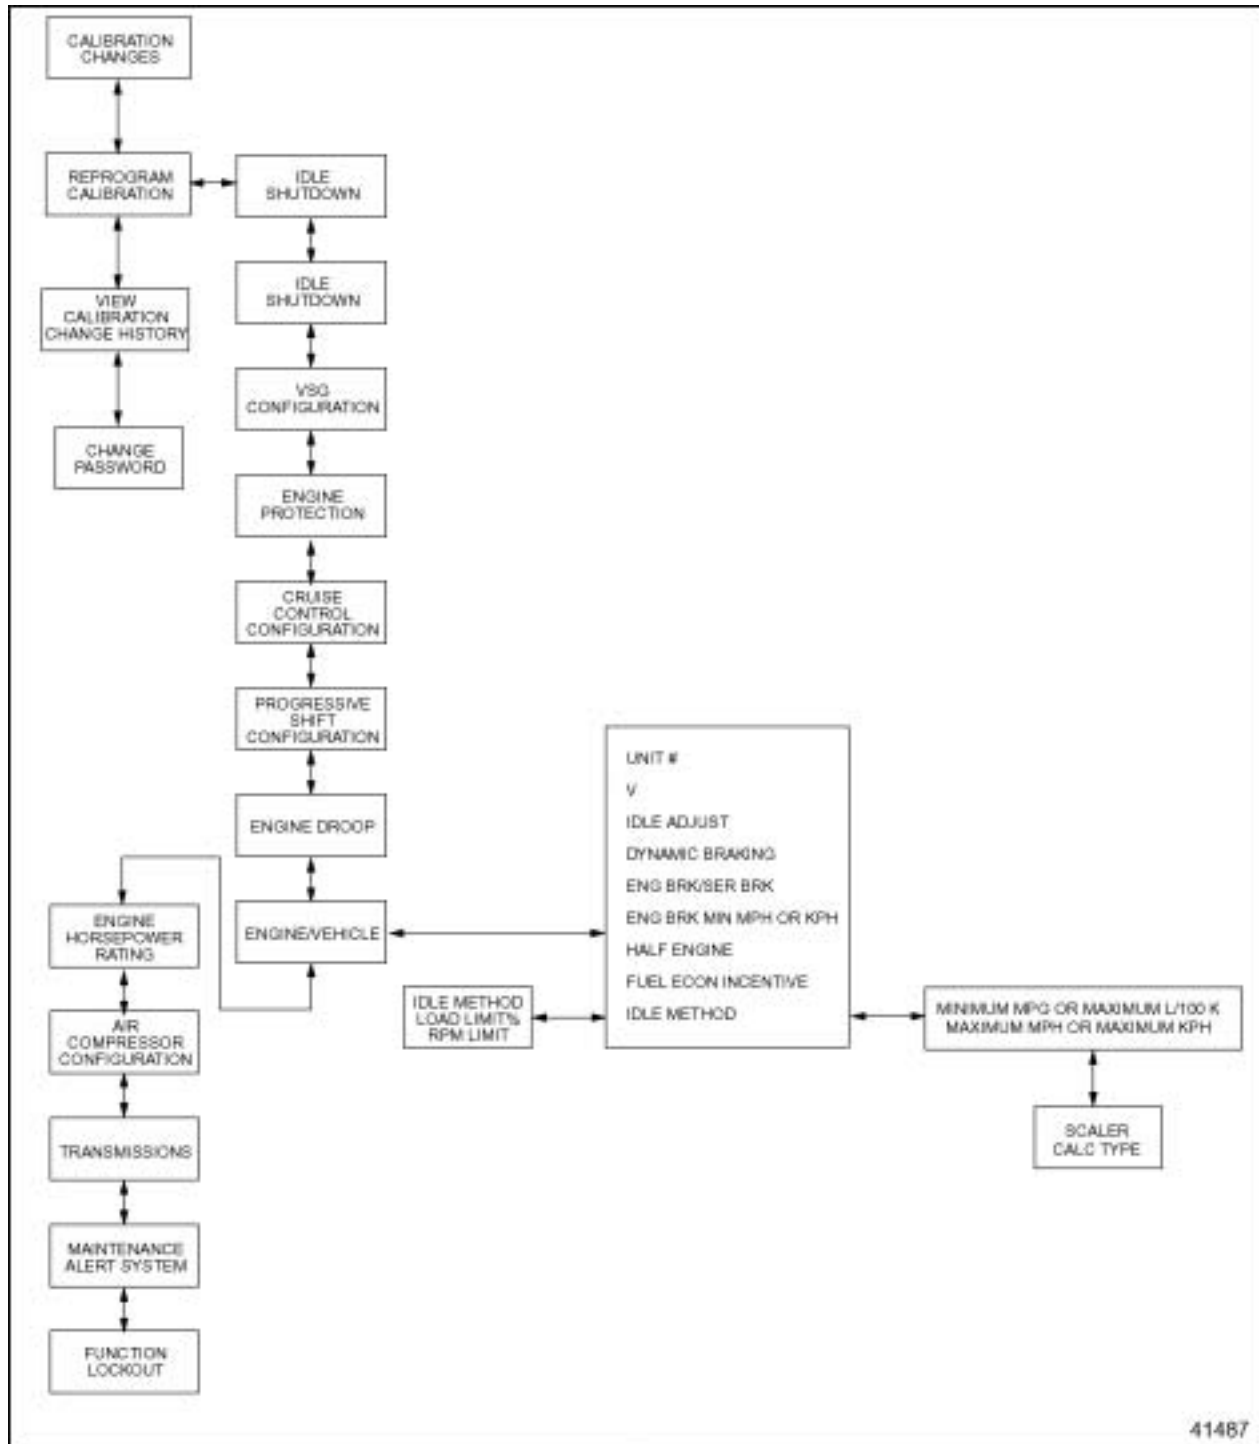 CALIBRATION
CHANGES
REPROGRAM
CALIBRATION
IDLE
SHUTDOWN
IDLE
SHUTDOWN
VIEW
CALIBRATION
CHANGE HISTORY
VSG
CONFIGURATION
CHANGE
PASSWORD
ENGINE
PROTECTION
CRUISE
CONTROL
CONFIGURATION
PROGRESSIVE
SHIFT
CONFIGURATION
ENGINE DROOP
ENGINE/VEHICLE
UNIT #
V
IDLE ADJUST
DYNAMIC BRAKING
ENG BRK/SER BRK
ENG BRK MIN MPH OR KPH
HALF ENGINE
FUEL ECON INCENTIVE
IDLE METHOD
IDLE METHOD
LOAD LIMIT%
RPM LIMIT
MINIMUM MPG OR MAXIMUM L/100 K
MAXIMUM MPH OR MAXIMUM KPH
SCALER
CALC TYPE
ENGINE
HORSEPOWER
RATING
AIR
COMPRESSOR
CONFIGURATION
TRANSMISSIONS
MAINTENANCE
ALERT SYSTEM
FUNCTION
LOCKOUT
41487